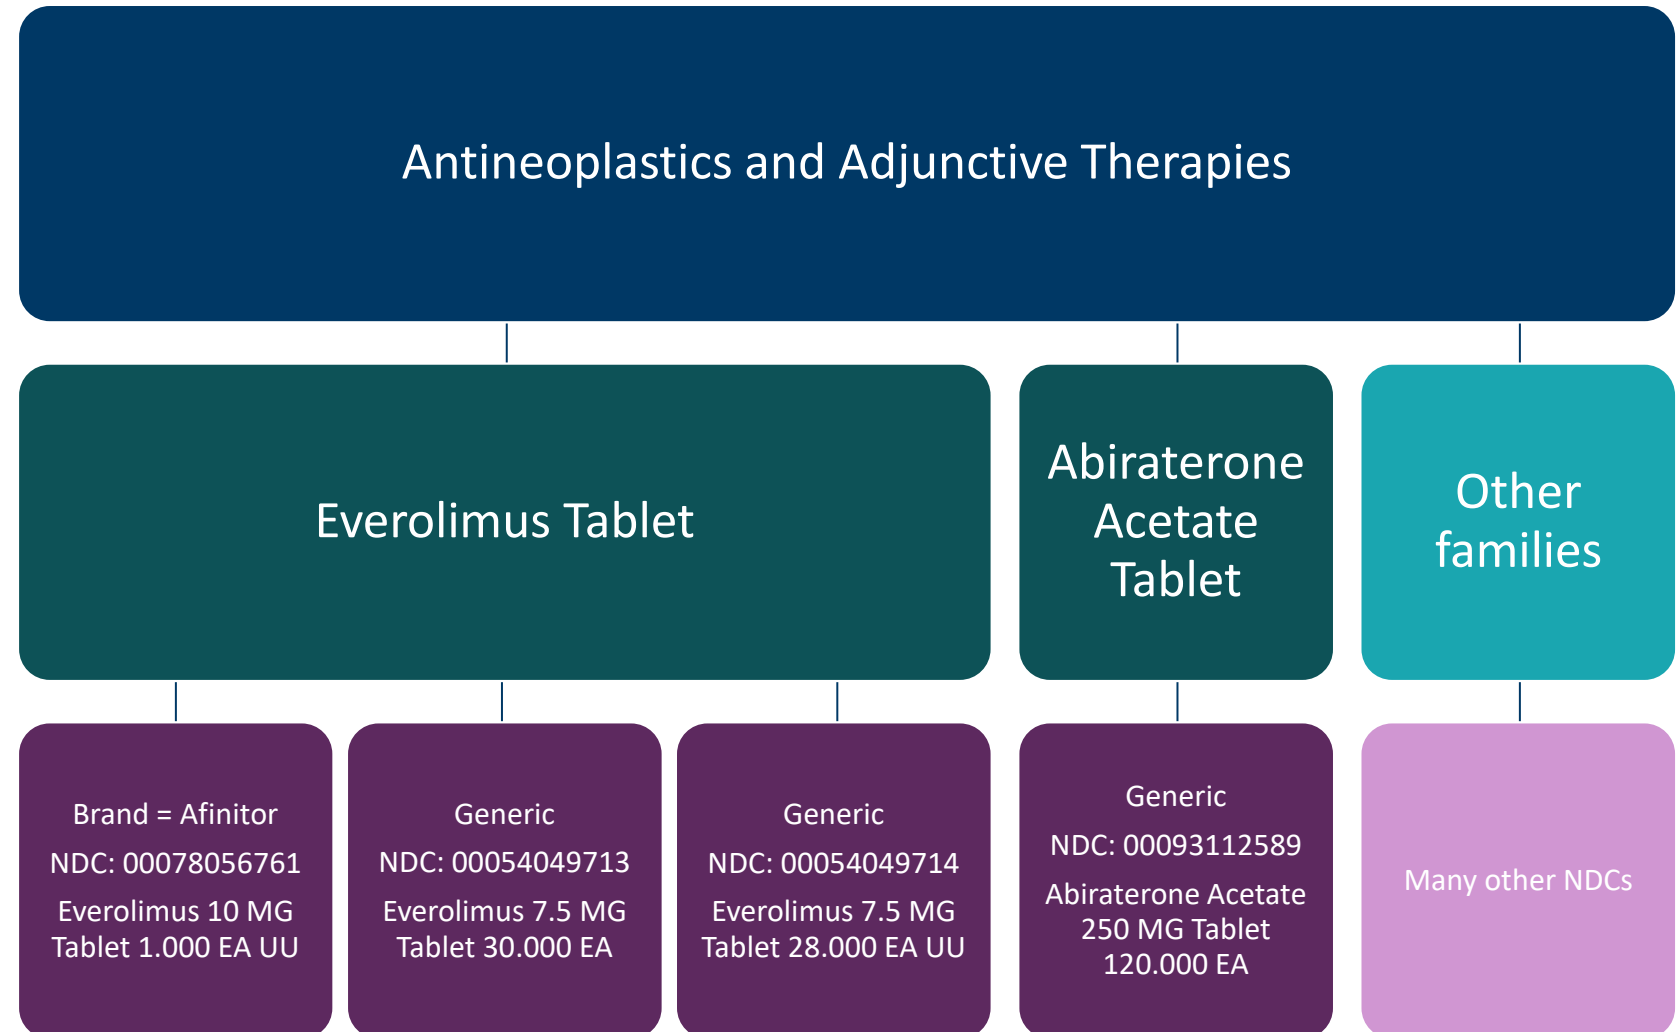 Antineoplastics and Adjunctive Therapies
Everolimus Tablet
Abiraterone
Acetate
Tablet
Other
families
Brand = Afinitor
NDC: 00078056761
Everolimus 10 MG
Tablet 1.000 EA UU
Generic
NDC: 00054049713
Everolimus 7.5 MG
Tablet 30.000 EA
Generic
NDC: 00054049714
Everolimus 7.5 MG
Tablet 28.000 EA UU
Generic
NDC: 00093112589
Abiraterone Acetate
250 MG Tablet
120.000 EA
Many other NDCs